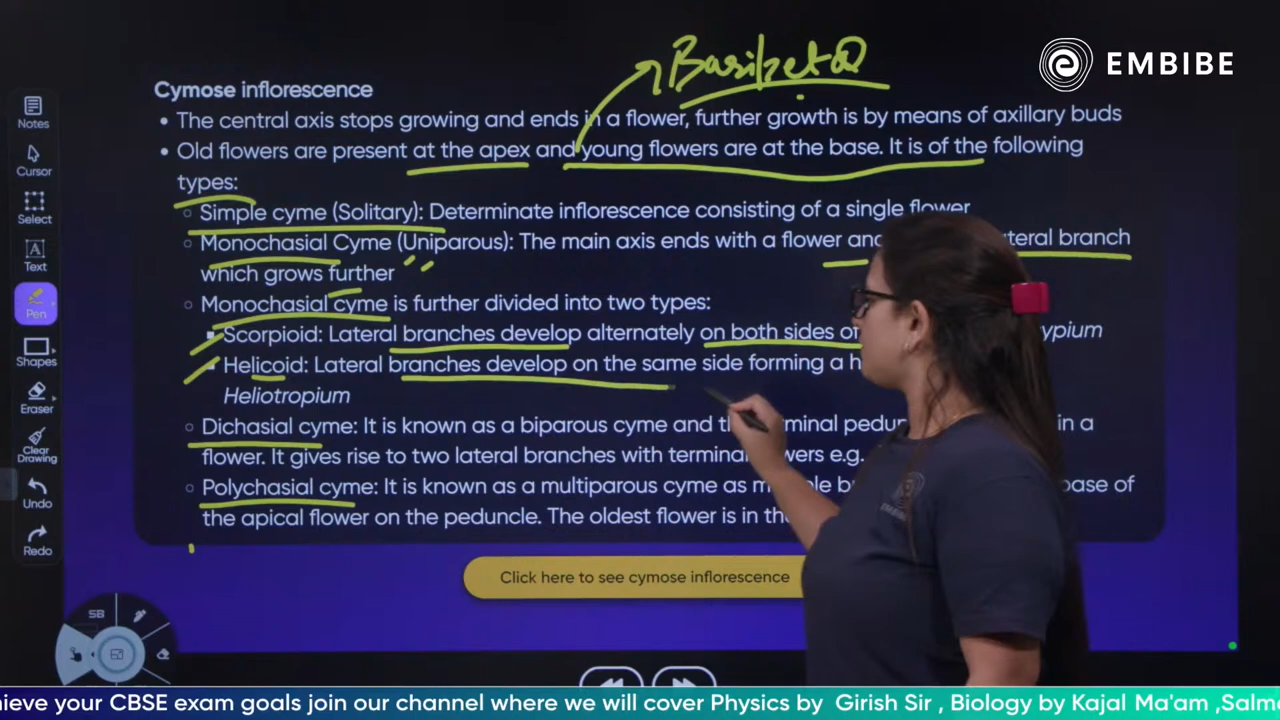 BasipetQ
EMBIBE
Cymose inflorescence
• The central axis stops growing and ends in a flower, further growth is by means of axillary buds
• Old flowers are present at the apex and young flowers are at the base. It is of the following
types:
Simple cyme (Solitary): Determinate inflorescence consisting of a single flower
Monochasial Cyme (Uniparous): The main axis ends with a flower and lateral branch
which grows further
Monochasial cyme is further divided into two types:
Scorpioid: Lateral branches develop alternately on both sides of
Helicoid: Lateral branches develop on the same side forming a
Heliotropium
Dichasial cyme: It is known as a biparous cyme and in a
flower. It gives rise to two lateral branches with terminal e.g.
Polychasial cyme: It is known as a multiparous cyme as base of
the apical flower on the peduncle. The oldest flower is in
Click here to see cymose inflorescence
Notes
Cursor
Select
Text
Pen
Shapes
Eraser
Clear
Drawing
Undo
Redo
SB
CBSE exam goals join our channel where we will cover Physics by Girish Sir , Biology by Kajal Ma'am